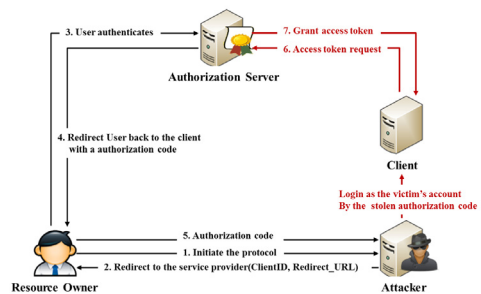 3. User authenticates
7. Grant access token
6. Access token request
Authorization Server
4. Redirect User back to the client
with a authorization code
Client
Login as the victim's account
By the stolen authorization code
5. Authorization code
1. Initiate the protocol
2. Redirect to the service provider(ClientID, Redirect_URL)
Resource Owner
Attacker